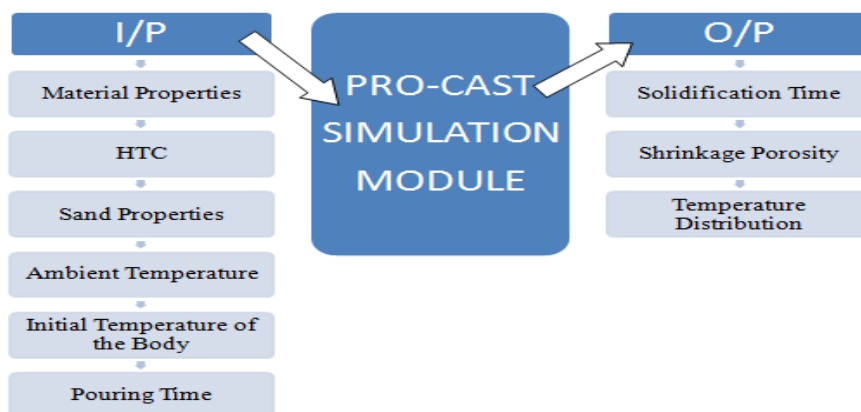 I/P
Material Properties
HTC
Sand Properties
Ambient Temperature
Initial Temperature of
the Body
Pouring Time
PRO-CAST
SIMULATION
MODULE
O/P
Solidification Time
Shrinkage Porosity
Temperature
Distribution